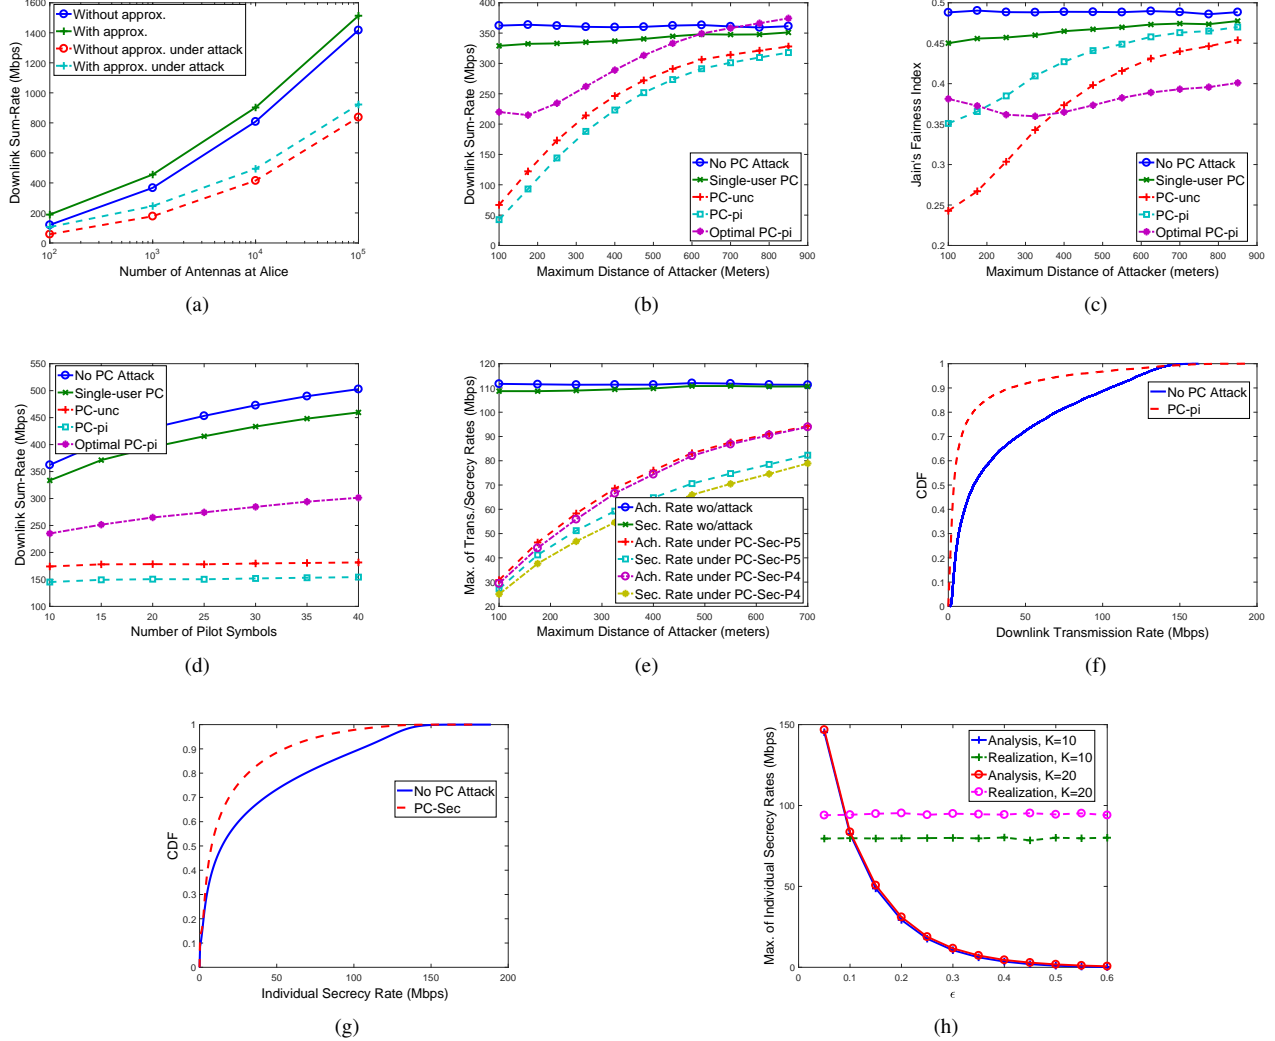 1600
1400
1200
1000
800
600
400
200
0
10^2
10^3
10^4
10^5
Downlink Sum-Rate (Mbps)
Number of Antennas at Alice
Without approx.
With approx.
Without approx. under attack
With approx. under attack
(a)
400
350
300
250
200
150
100
50
0
100 200 300 400 500 600 700 800 900
Downlink Sum-Rate (Mbps)
Maximum Distance of Attacker (Meters)
No PC Attack
Single-user PC
PC-unc
PC-pi
Optimal PC-pi
(b)
0.5
0.45
0.4
0.35
0.3
0.25
0.2
100 200 300 400 500 600 700 800 900
Jain's Fairness Index
Maximum Distance of Attacker (meters)
No PC Attack
Single-user PC
PC-unc
PC-pi
Optimal PC-pi
(c)
550
500
450
400
350
300
250
200
150
100
10 15 20 25 30 35 40
Downlink Sum-Rate (Mbps)
Number of Pilot Symbols
No PC Attack
Single-user PC
PC-unc
PC-pi
Optimal PC-pi
(d)
120
110
100
90
80
70
60
50
40
30
20
100 200 300 400 500 600 700
Max. of Trans./Secrecy Rates (Mbps)
Maximum Distance of Attacker (meters)
Ach. Rate wo/attack
Sec. Rate wo/attack
Ach. Rate under PC-Sec-P5
Sec. Rate under PC-Sec-P5
Ach. Rate under PC-Sec-P4
Sec. Rate under PC-Sec-P4
(e)
1
0.9
0.8
0.7
0.6
0.5
0.4
0.3
0.2
0.1
0
0 50 100 150 200
CDF
Downlink Transmission Rate (Mbps)
No PC Attack
PC-pi
(f)
1
0.9
0.8
0.7
0.6
0.5
0.4
0.3
0.2
0.1
0
0 50 100 150 200
CDF
Individual Secrecy Rate (Mbps)
No PC Attack
PC-Sec
(g)
150
100
50
0
0 0.1 0.2 0.3 0.4 0.5 0.6
Max. of Individual Secrecy Rates (Mbps)
ϵ
Analysis, K=10
Realization, K=10
Analysis, K=20
Realization, K=20
(h)